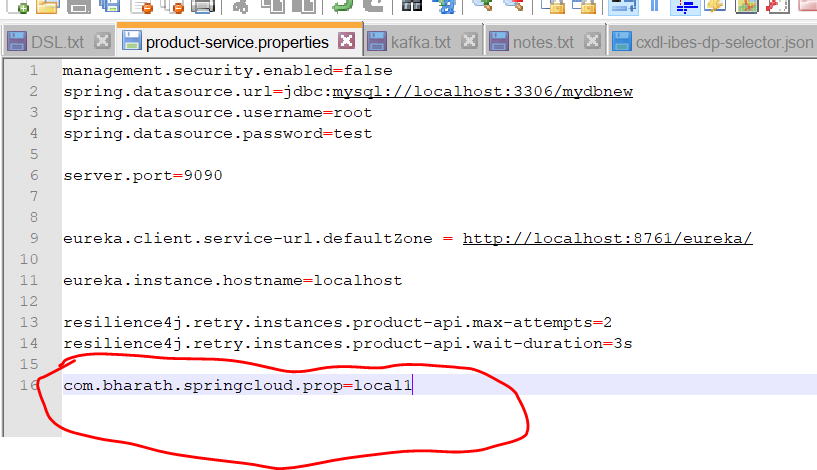 DSL.txt product-service.properties kafka.txt notes.txt cxdl-ibes-dp-selector.json
1 management.security.enabled=false
2 spring.datasource.url=jdbc:mysql://localhost:3306/mydbnew
3 spring.datasource.username=root
4 spring.datasource.password=test
5
6 server.port=9090
7
8
9 eureka.client.service-url.defaultZone = http://localhost:8761/eureka/
10
11 eureka.instance.hostname=localhost
12
13 resilience4j.retry.instances.product-api.max-attempts=2
14 resilience4j.retry.instances.product-api.wait-duration=3s
15
16 com.bharath.springcloud.prop=local1